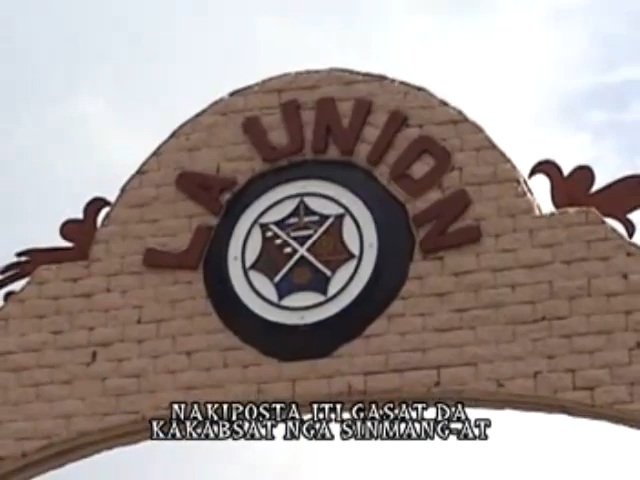 LA UNION
NAKIPOSTA ITI GASAT DA
KAKABSAT NGA SINMANG-AT